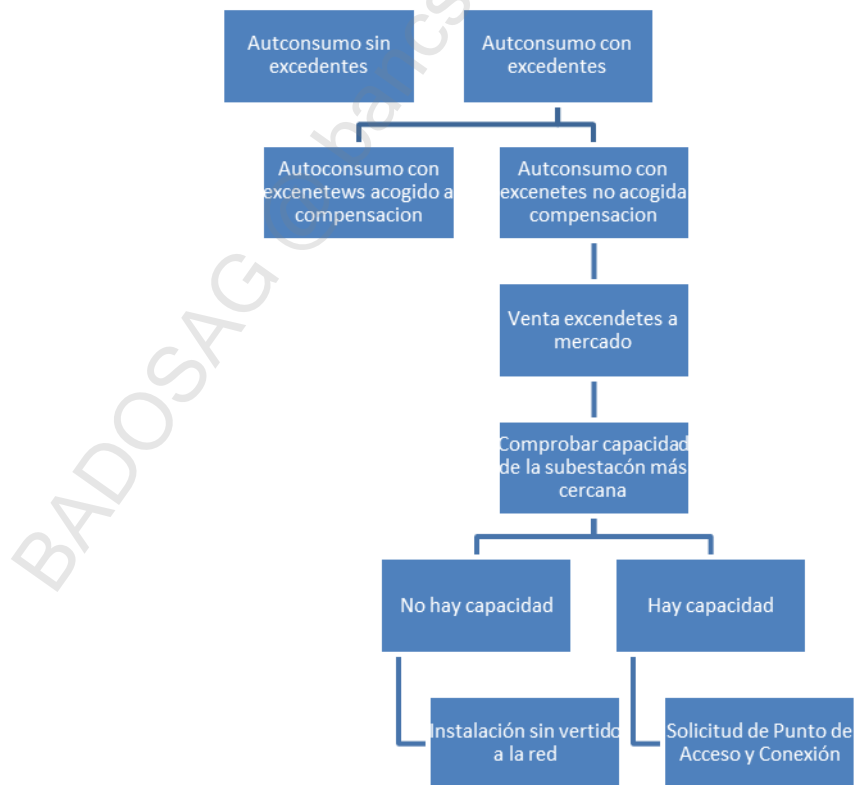 Autconsumo sin
excedentes
Autconsumo con
excedentes
Autoconsumo con
excenetews acogido a
compensacion
Autconsumo con
excenetes no acogida
compensacion
Venta excendetes a
mercado
Comprobar capacidad
de la subestacón más
cercana
No hay capacidad
Hay capacidad
Instalación sin vertido
a la red
Solicitud de Punto de
Acceso y Conexión
BADOSAG @bancs